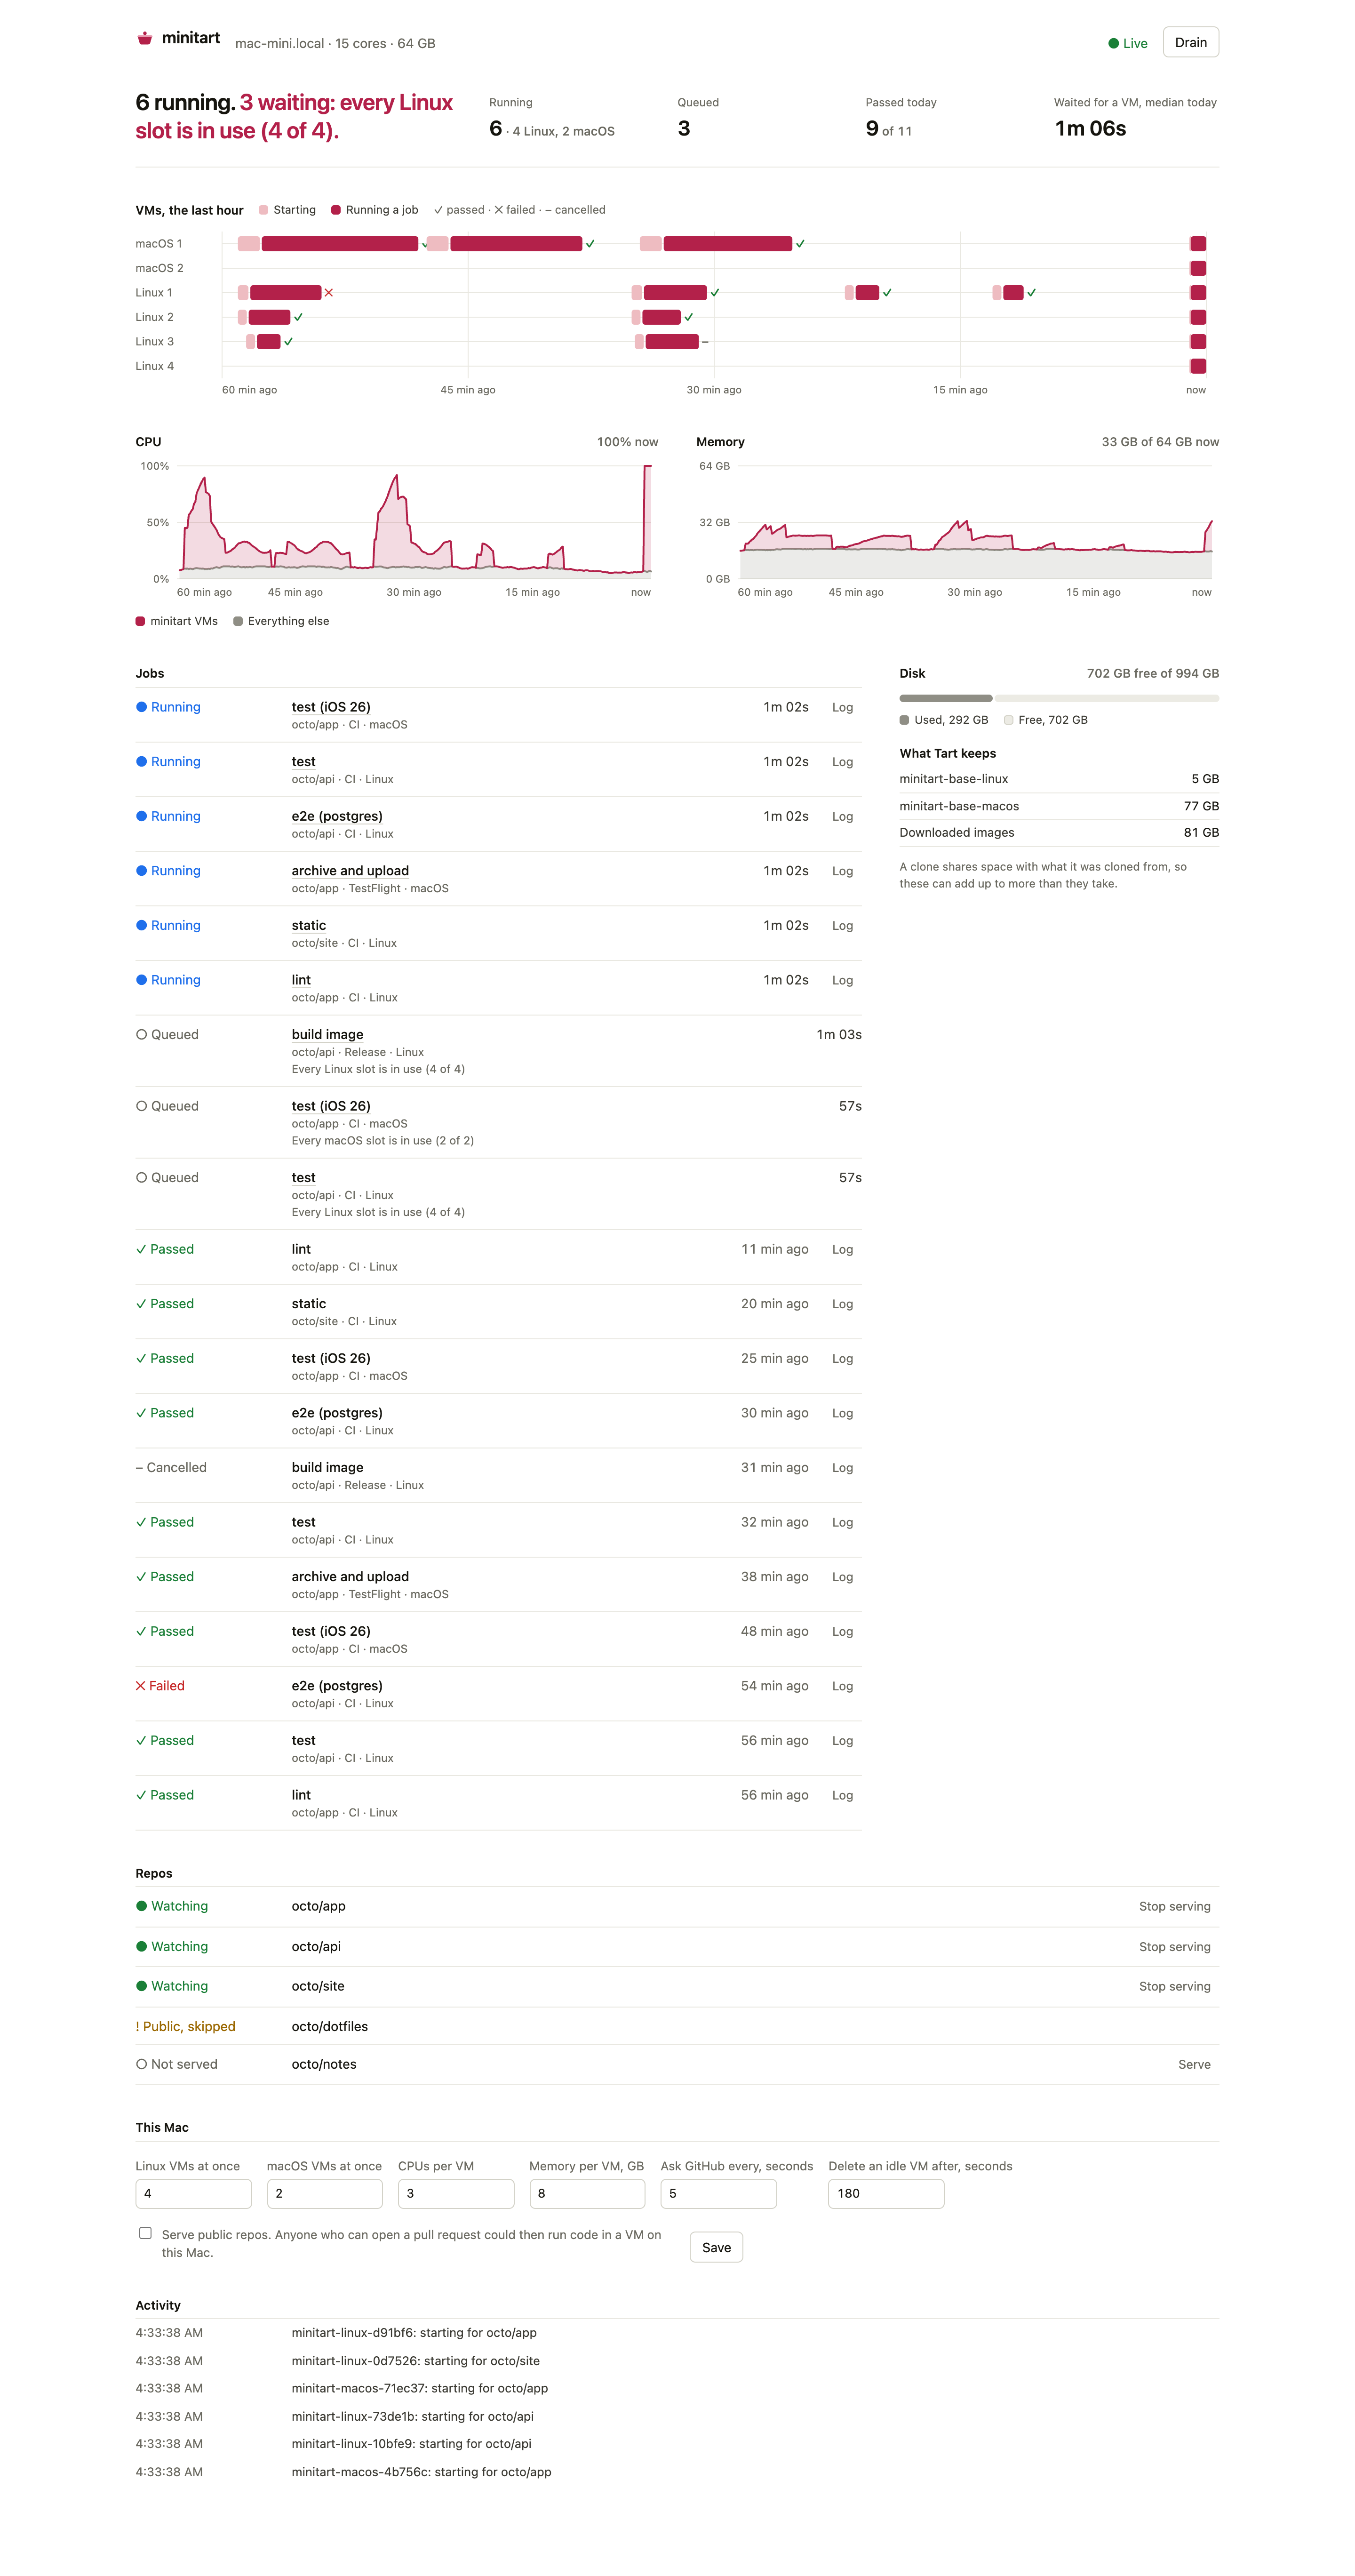 minitart mac-mini.local · 15 cores · 64 GB
Live
Drain
6 running. 3 waiting: every Linux
slot is in use (4 of 4).
Running
6 · 4 Linux, 2 macOS
Queued
3
Passed today
9 of 11
Waited for a VM, median today
1m 06s
VMs, the last hour
Starting
Running a job
✓ passed · ✕ failed · – cancelled
macOS 1
macOS 2
Linux 1
Linux 2
Linux 3
Linux 4
60 min ago
45 min ago
30 min ago
15 min ago
now
CPU
100% now
100%
50%
0%
60 min ago
45 min ago
30 min ago
15 min ago
now
minitart VMs
Everything else
Memory
33 GB of 64 GB now
64 GB
32 GB
0 GB
60 min ago
45 min ago
30 min ago
15 min ago
now
Jobs
Running test (iOS 26) 1m 02s Log
octo/app · CI · macOS
Running test 1m 02s Log
octo/api · CI · Linux
Running e2e (postgres) 1m 02s Log
octo/api · CI · Linux
Running archive and upload 1m 02s Log
octo/app · TestFlight · macOS
Running static 1m 02s Log
octo/site · CI · Linux
Running lint 1m 02s Log
octo/app · CI · Linux
Queued build image 1m 03s
octo/api · Release · Linux
Every Linux slot is in use (4 of 4)
Queued test (iOS 26) 57s
octo/app · CI · macOS
Every macOS slot is in use (2 of 2)
Queued test 57s
octo/api · CI · Linux
Every Linux slot is in use (4 of 4)
✓ Passed lint 11 min ago Log
octo/app · CI · Linux
✓ Passed static 20 min ago Log
octo/site · CI · Linux
✓ Passed test (iOS 26) 25 min ago Log
octo/app · CI · macOS
✓ Passed e2e (postgres) 30 min ago Log
octo/api · CI · Linux
– Cancelled build image 31 min ago Log
octo/api · Release · Linux
✓ Passed test 32 min ago Log
octo/api · CI · Linux
✓ Passed archive and upload 38 min ago Log
octo/app · TestFlight · macOS
✓ Passed test (iOS 26) 48 min ago Log
octo/app · CI · macOS
✕ Failed e2e (postgres) 54 min ago Log
octo/api · CI · Linux
✓ Passed test 56 min ago Log
octo/api · CI · Linux
✓ Passed lint 56 min ago Log
octo/app · CI · Linux
Disk
702 GB free of 994 GB
Used, 292 GB
Free, 702 GB
What Tart keeps
minitart-base-linux 5 GB
minitart-base-macos 77 GB
Downloaded images 81 GB
A clone shares space with what it was cloned from, so
these can add up to more than they take.
Repos
Watching octo/app Stop serving
Watching octo/api Stop serving
Watching octo/site Stop serving
! Public, skipped octo/dotfiles
Not served octo/notes Serve
This Mac
Linux VMs at once
4
macOS VMs at once
2
CPUs per VM
3
Memory per VM, GB
8
Ask GitHub every, seconds
5
Delete an idle VM after, seconds
180
Serve public repos. Anyone who can open a pull request could then run code in a VM on
this Mac.
Save
Activity
4:33:38 AM minitart-linux-d91bf6: starting for octo/app
4:33:38 AM minitart-linux-0d7526: starting for octo/site
4:33:38 AM minitart-macos-71ec37: starting for octo/app
4:33:38 AM minitart-linux-73de1b: starting for octo/api
4:33:38 AM minitart-linux-10bfe9: starting for octo/api
4:33:38 AM minitart-macos-4b756c: starting for octo/app